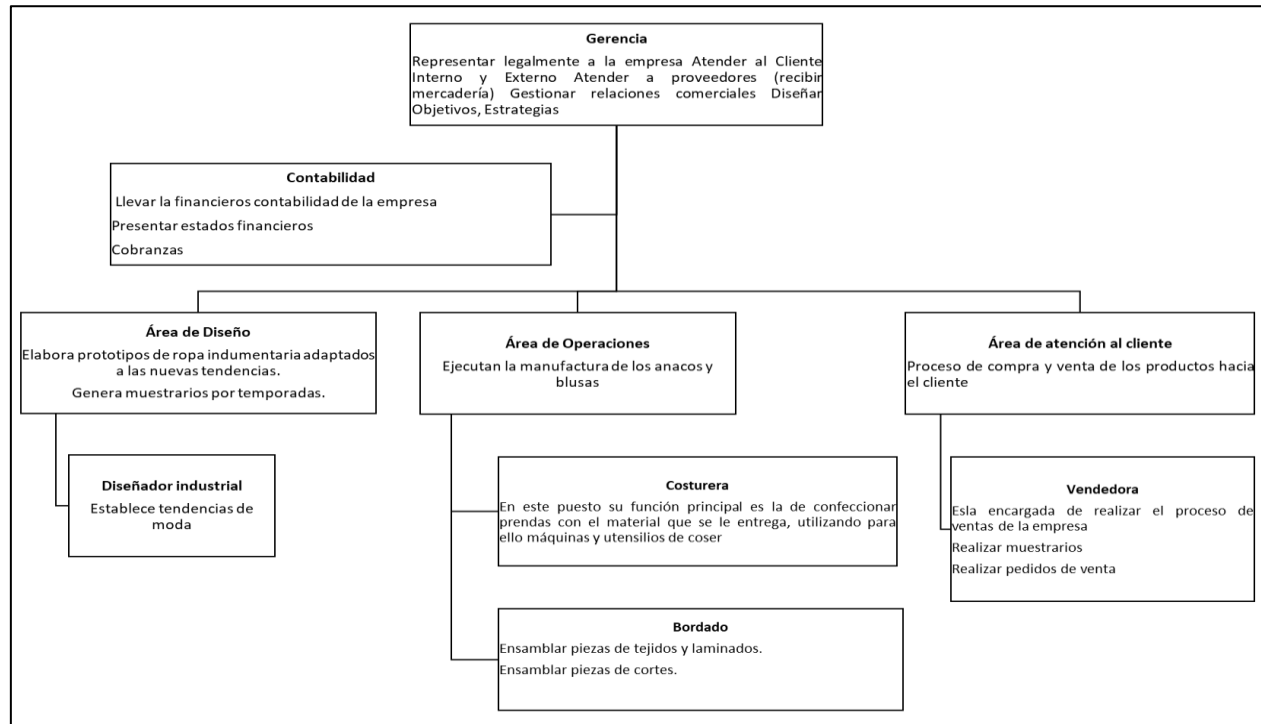 Gerencia
Representar legalmente a la empresa Atender al Cliente
Interno y Externo Atender a proveedores (recibir
mercadería) Gestionar relaciones comerciales Diseñar
Objetivos, Estrategias
Contabilidad
Llevar la financieros contabilidad de la empresa
Presentar estados financieros
Cobranzas
Área de Diseño
Elabora prototipos de ropa indumentaria adaptados
a las nuevas tendencias.
Genera muestrarios por temporadas.
Área de Operaciones
Ejecutan la manufactura de los anacos y
blusas
Área de atención al cliente
Proceso de compra y venta de los productos hacia
el cliente
Diseñador industrial
Establece tendencias de
moda
Costurera
En este puesto su función principal es la de confeccionar
prendas con el material que se le entrega, utilizando para
ello máquinas y utensilios de coser
Vendedora
Esla encargada de realizar el proceso de
ventas de la empresa
Realizar muestrarios
Realizar pedidos de venta
Bordado
Ensamblar piezas de tejidos y laminados.
Ensamblar piezas de cortes.